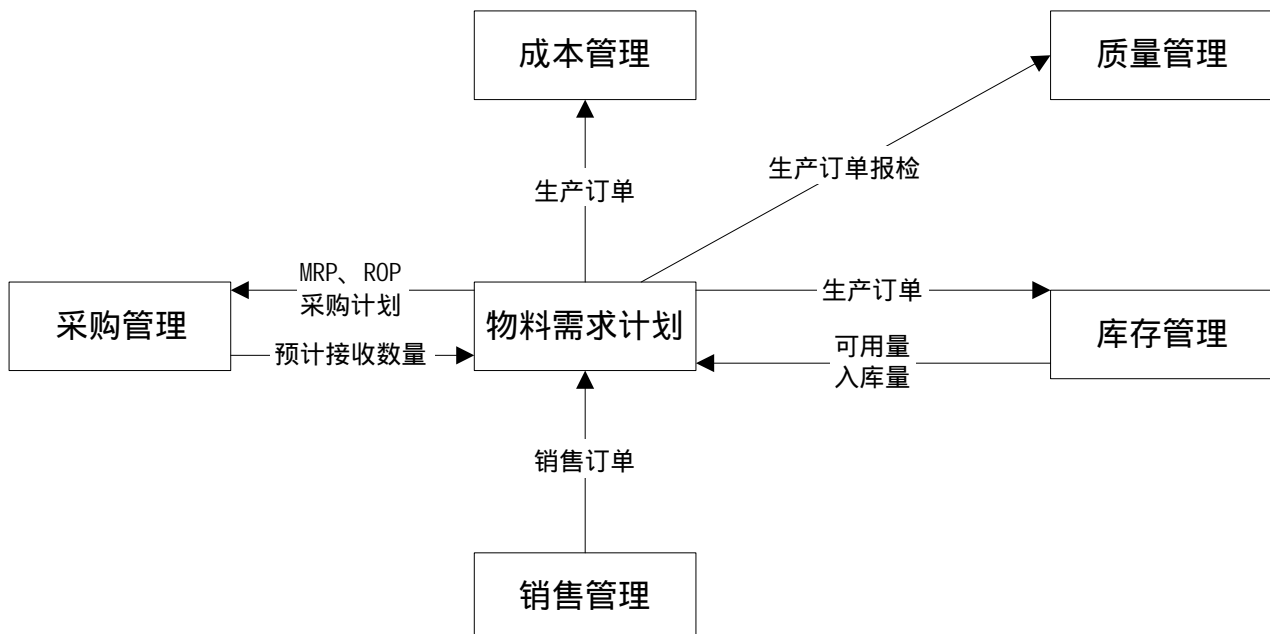 成本管理
质量管理
生产订单报检
生产订单
MRP、ROP
采购计划
生产订单
采购管理
物料需求计划
库存管理
预计接收数量
可用量
入库量
销售订单
销售管理